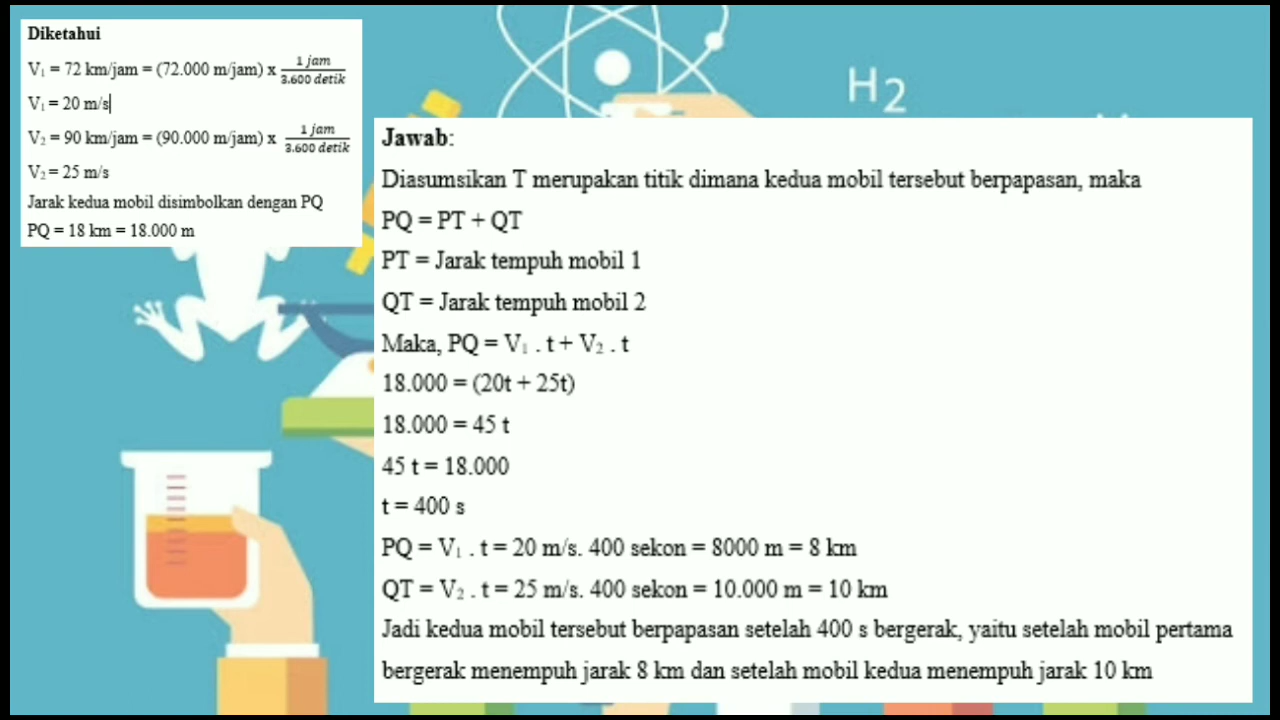 Diketahui
V₁ = 72 km/jam = (72.000 m/jam) x 1 jam / 3.600 detik
V₁ = 20 m/s
V₂ = 90 km/jam = (90.000 m/jam) x 1 jam / 3.600 detik
V₂ = 25 m/s
Jarak kedua mobil disimbolkan dengan PQ
PQ = 18 km = 18.000 m
H2
Jawab:
Diasumsikan T merupakan titik dimana kedua mobil tersebut berpapasan, maka
PQ = PT + QT
PT = Jarak tempuh mobil 1
QT = Jarak tempuh mobil 2
Maka, PQ = V₁ . t + V₂ . t
18.000 = (20t + 25t)
18.000 = 45 t
45 t = 18.000
t = 400 s
PQ = V₁ . t = 20 m/s. 400 sekon = 8000 m = 8 km
QT = V₂ . t = 25 m/s. 400 sekon = 10.000 m = 10 km
Jadi kedua mobil tersebut berpapasan setelah 400 s bergerak, yaitu setelah mobil pertama
bergerak menempuh jarak 8 km dan setelah mobil kedua menempuh jarak 10 km